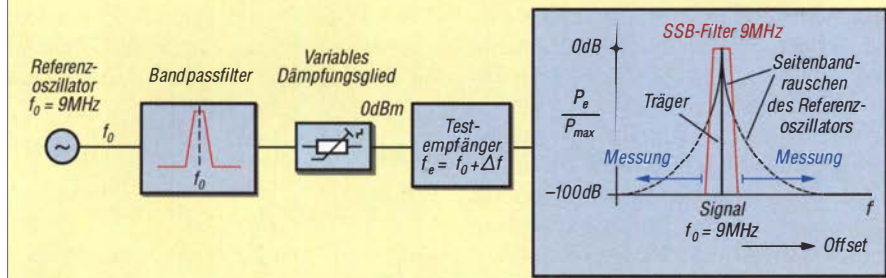 Referenz-
oszillator
f₀ = 9MHz
f₀
Bandpassfilter
f₀
Variables
Dämpfungsglied
0dBm
Test-
empfänger
fₑ = f₀ + Δf
SSB-Filter 9MHz
0dB
Pₑ
Pₘₐₓ
Träger
Seitenband-
rauschen
des Referenz-
oszillators
Messung
Messung
–100dB
Signal
f
f₀ = 9MHz
Offset